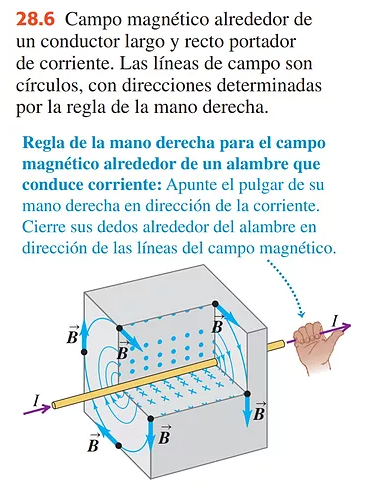 28.6 Campo magnético alrededor de
un conductor largo y recto portador
de corriente. Las líneas de campo son
círculos, con direcciones determinadas
por la regla de la mano derecha.
Regla de la mano derecha para el campo
magnético alrededor de un alambre que
conduce corriente: Apunte el pulgar de su
mano derecha en dirección de la corriente.
Cierre sus dedos alrededor del alambre en
dirección de las líneas del campo magnético.
B
B
B
I
I
B
B
B